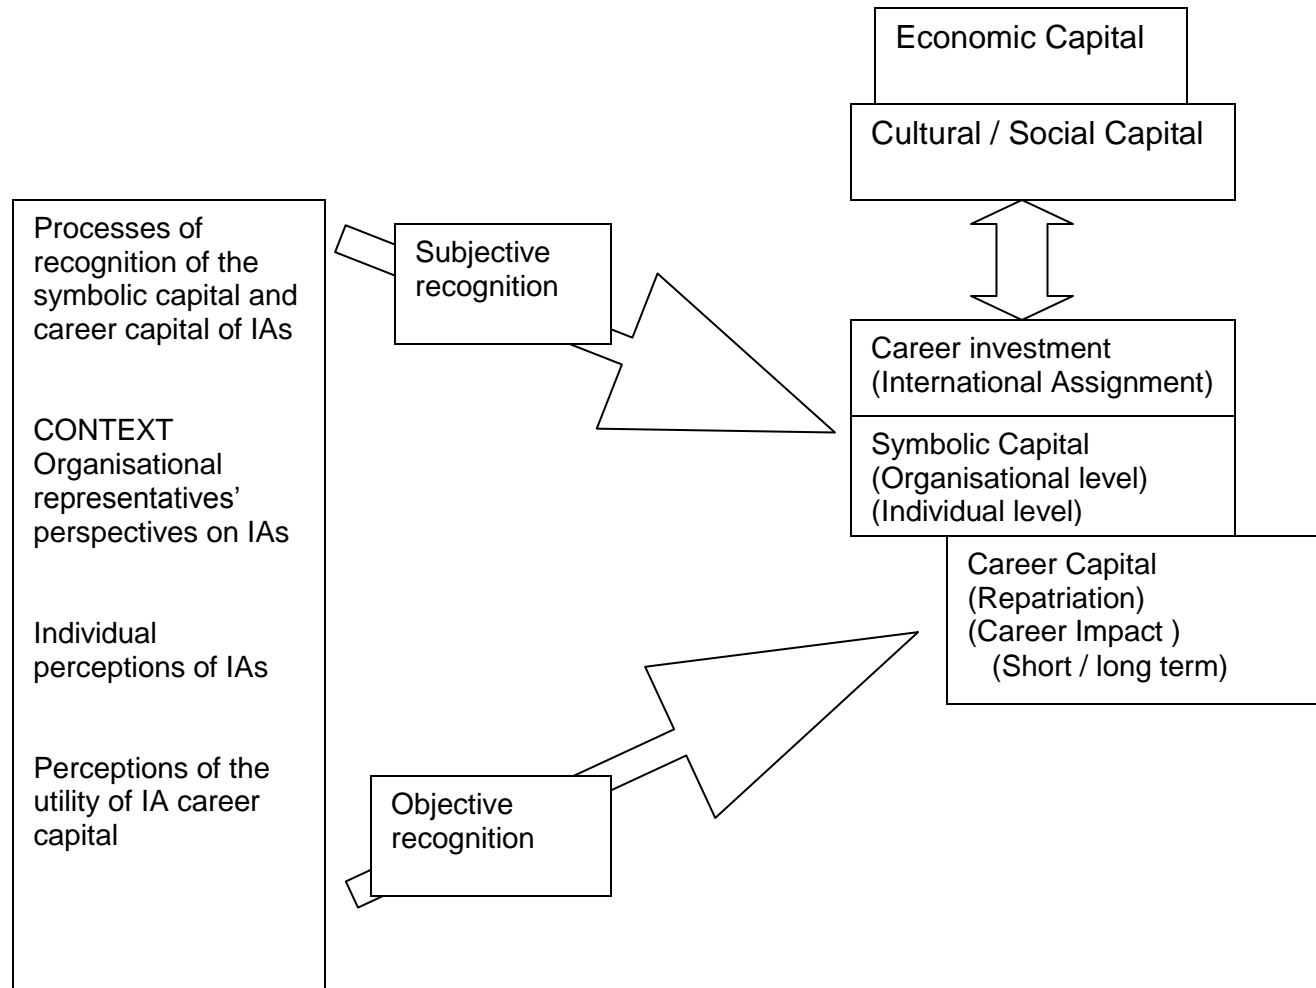 Economic Capital
Cultural / Social Capital
Processes of
recognition of the
symbolic capital and
career capital of IAs
CONTEXT
Organisational
representatives’
perspectives on IAs
Individual
perceptions of IAs
Perceptions of the
utility of IA career
capital
Subjective
recognition
Objective
recognition
Career investment
(International Assignment)
Symbolic Capital
(Organisational level)
(Individual level)
Career Capital
(Repatriation)
(Career Impact )
(Short / long term)